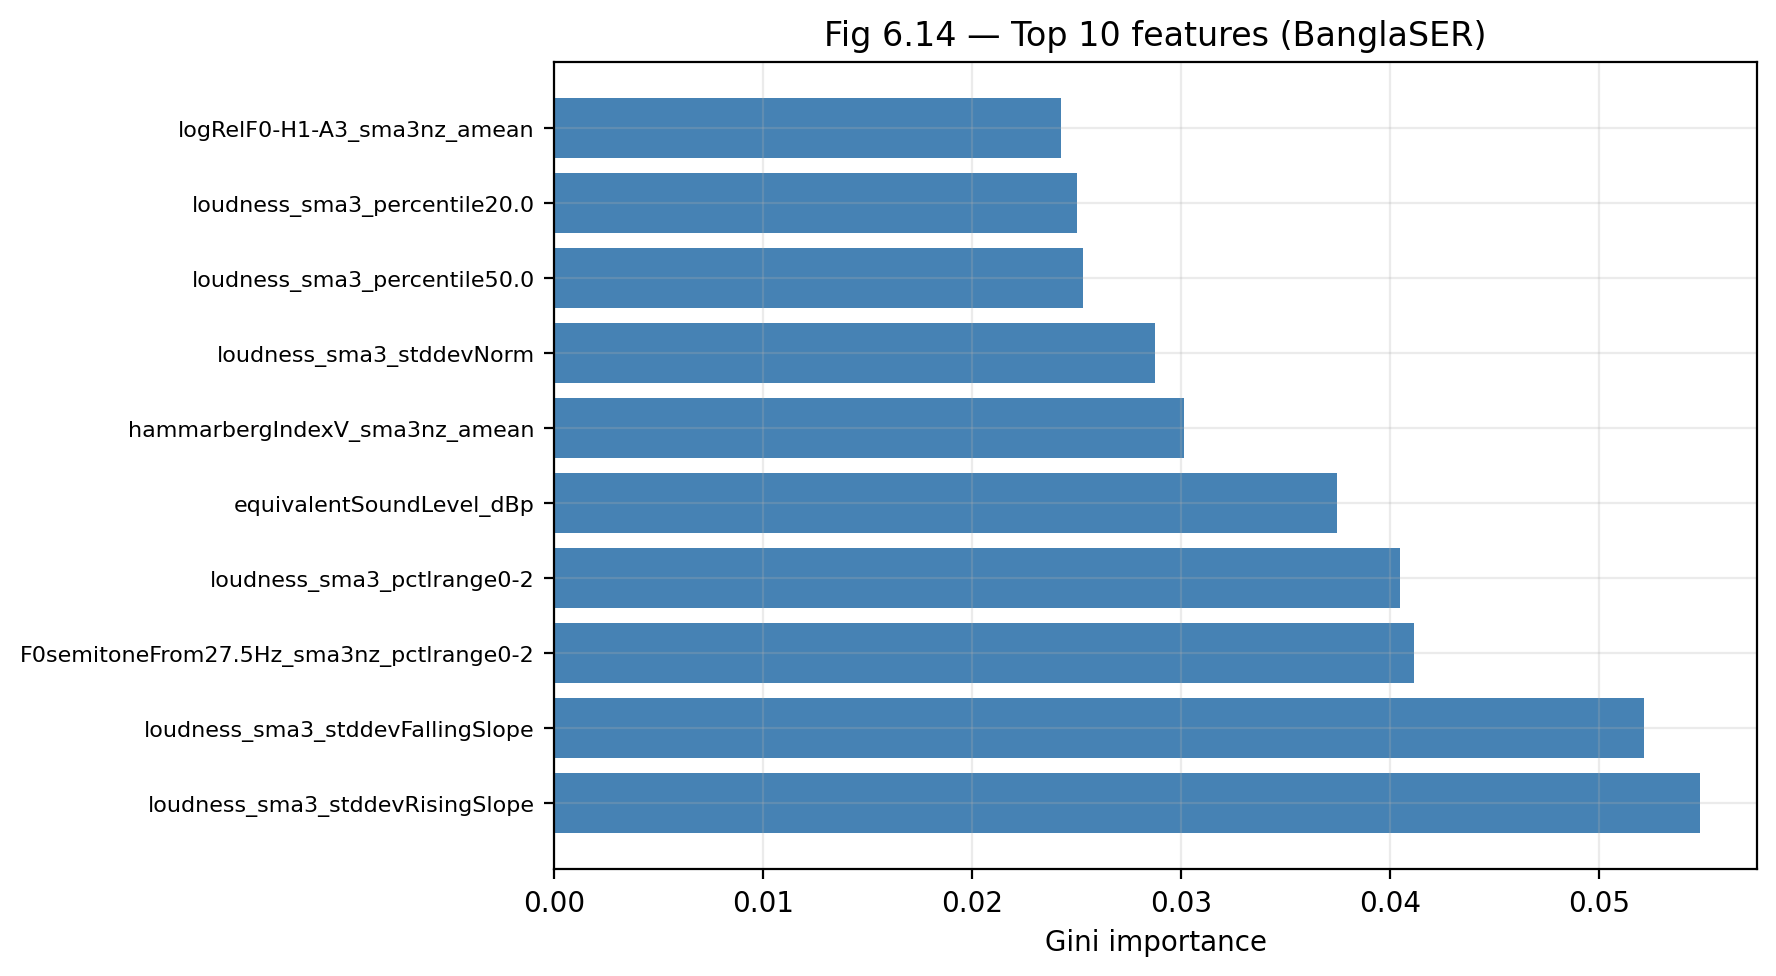 Fig 6.14 — Top 10 features (BanglaSER)
logRelF0-H1-A3_sma3nz_amean
loudness_sma3_percentile20.0
loudness_sma3_percentile50.0
loudness_sma3_stddevNorm
hammarbergIndexV_sma3nz_amean
equivalentSoundLevel_dBp
loudness_sma3_pctlrange0-2
F0semitoneFrom27.5Hz_sma3nz_pctlrange0-2
loudness_sma3_stddevFallingSlope
loudness_sma3_stddevRisingSlope
0.00 0.01 0.02 0.03 0.04 0.05
Gini importance